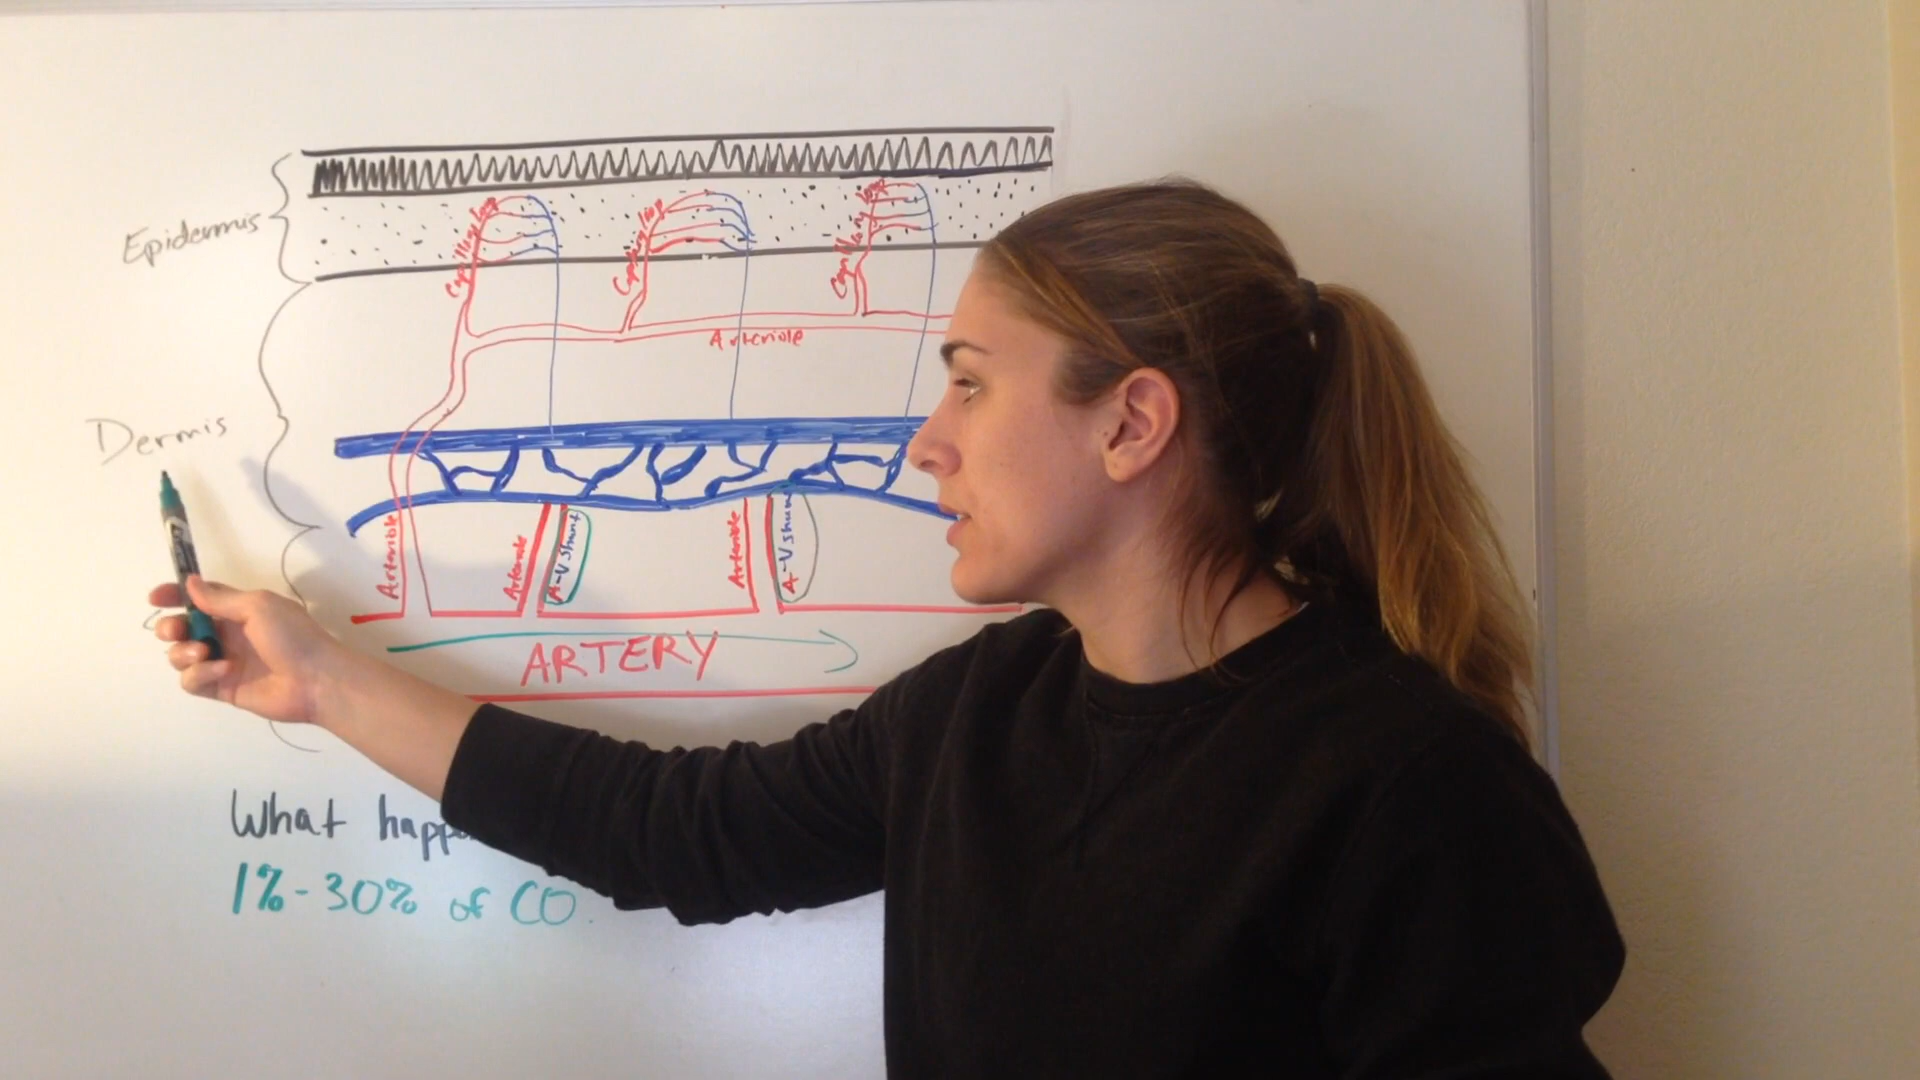 Epidermis
Capillary loop
Capillary loop
Capillary loop
Arteriole
Dermis
Arteriole
Arteriole
A-V shunt
Arteriole
A-V shunt
ARTERY
What
1%-30% of CO.